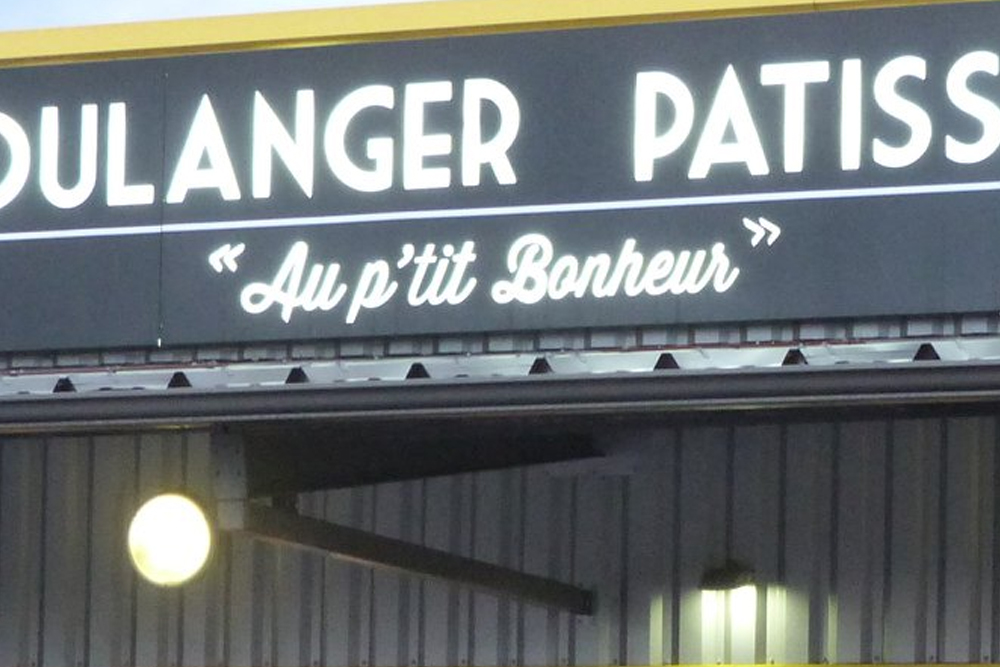 OULANGER PATISS
« Au p'tit Bonheur »